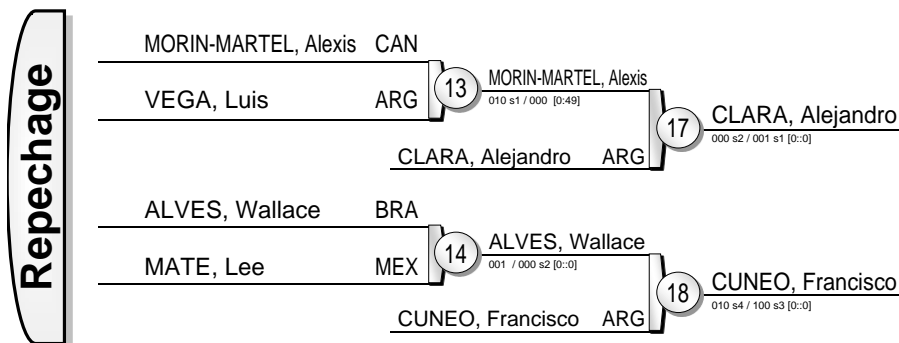 Repechage
MORIN-MARTEL, Alexis CAN
VEGA, Luis ARG
13
MORIN-MARTEL, Alexis
010 s1 / 000 [0:49]
CLARA, Alejandro ARG
17
CLARA, Alejandro
000 s2 / 001 s1 [0::0]
ALVES, Wallace BRA
MATE, Lee MEX
14
ALVES, Wallace
001 / 000 s2 [0::0]
CUNEO, Francisco ARG
18
CUNEO, Francisco
010 s4 / 100 s3 [0::0]